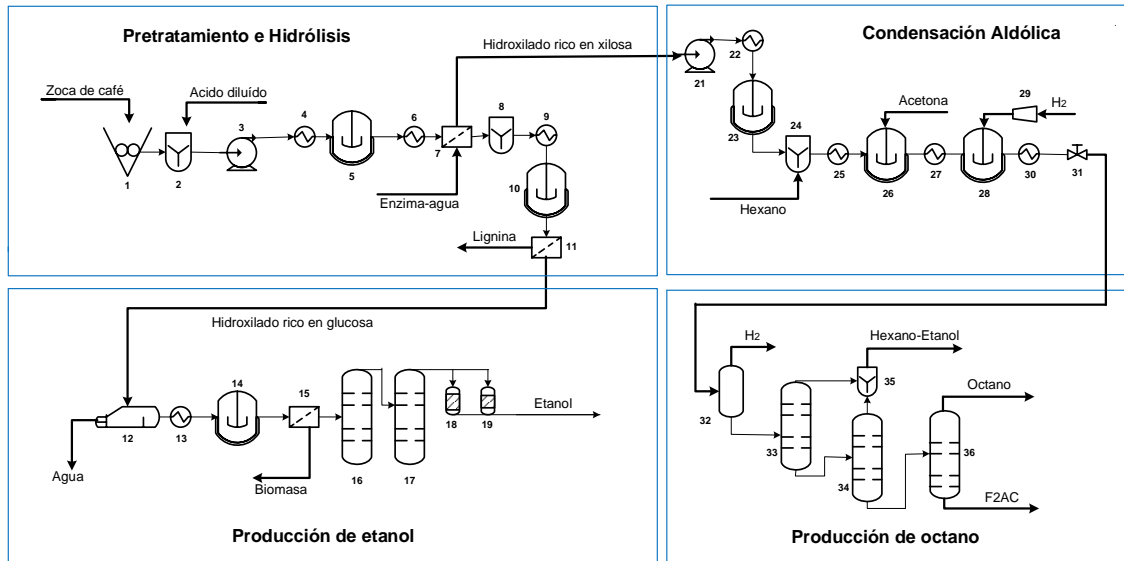 Pretratamiento e Hidrólisis
Zoca de café
Acido diluído
Hidroxilado rico en xilosa
1
2
3
4
5
6
7
8
9
10
11
Enzima-agua
Lignina
Condensación Aldólica
21
22
23
24
25
26
27
28
29
30
31
Acetona
H2
Hexano
Hidroxilado rico en glucosa
12
13
14
15
16
17
18
19
Agua
Biomasa
Etanol
Producción de etanol
H2
Hexano-Etanol
Octano
32
33
34
35
36
F2AC
Producción de octano